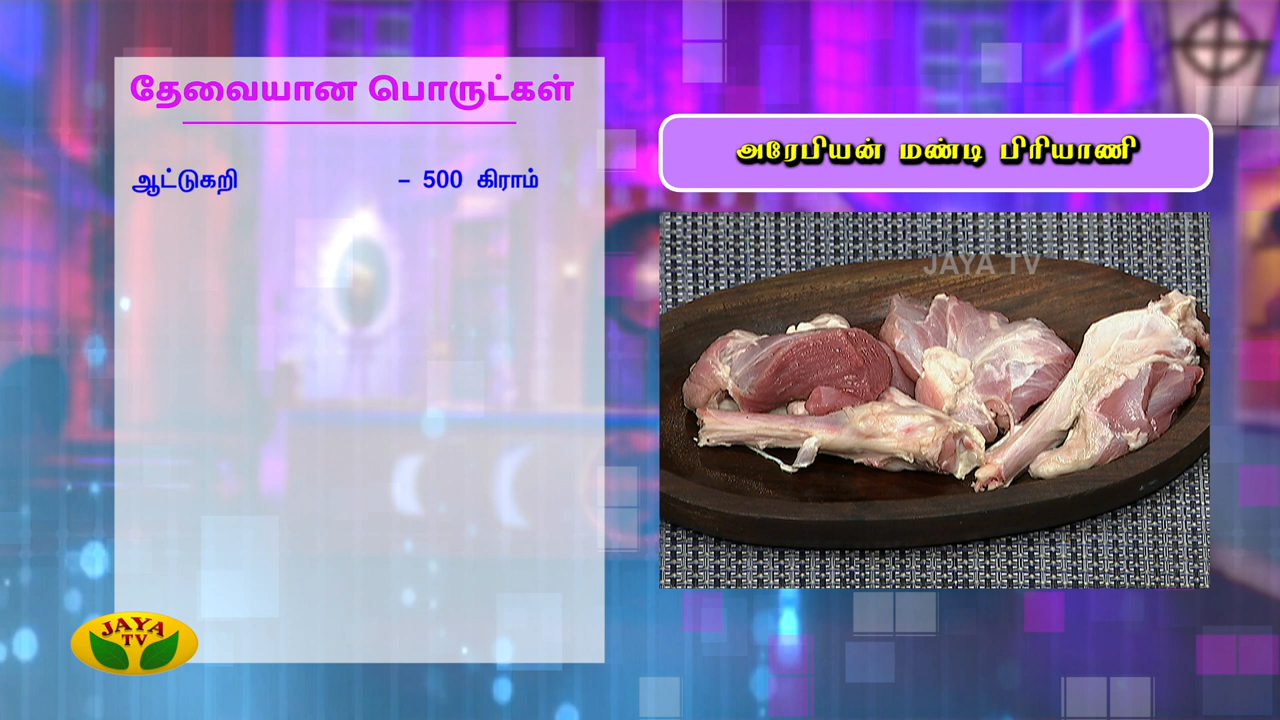 தேவையான பொருட்கள்
ஆட்டுகறி – 500 கிராம்
அரேபியன் மண்டி பிரியாணி
JAYA TV
JAYA
TV